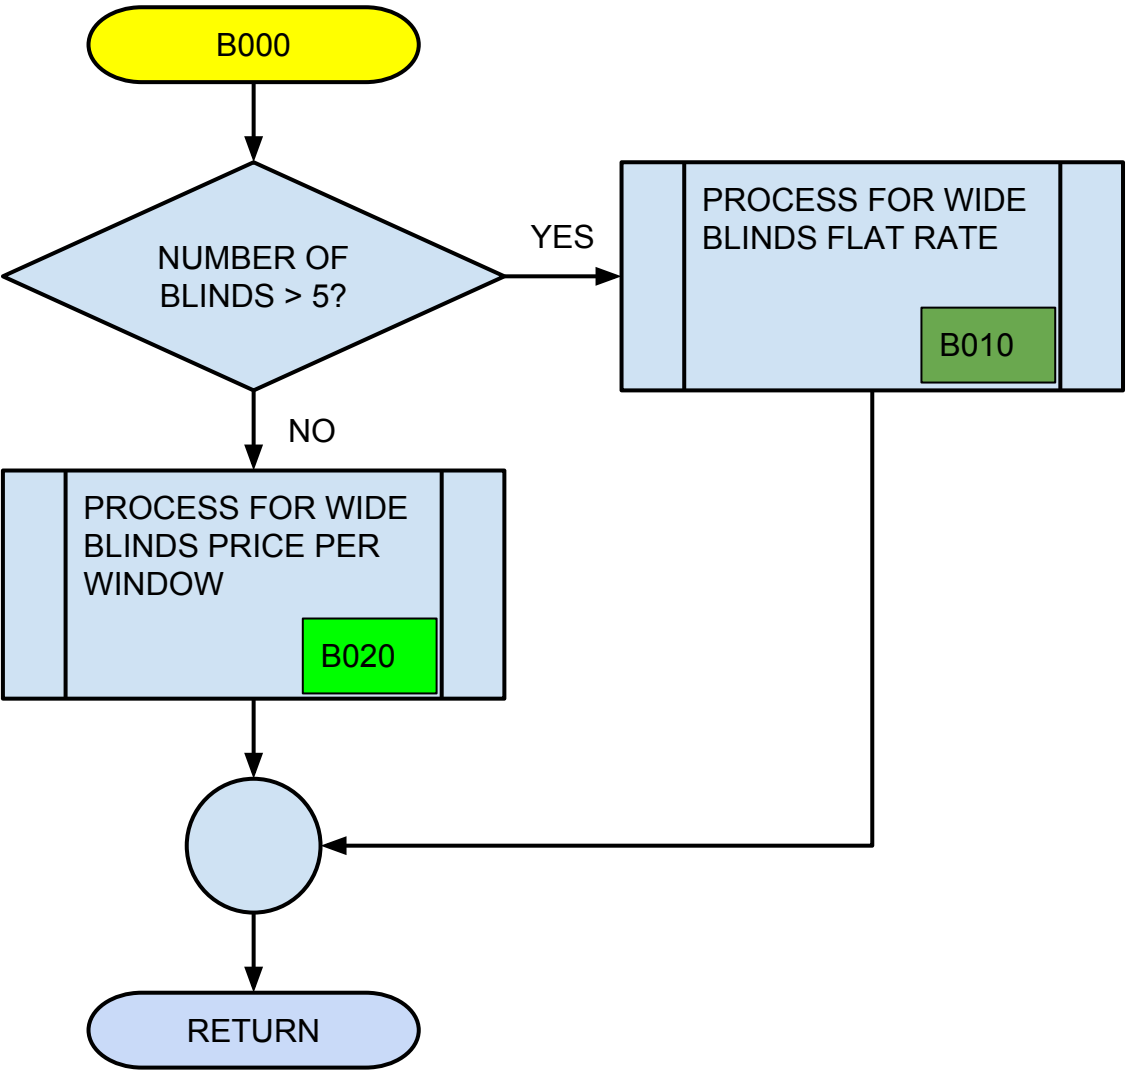 B000
NUMBER OF
BLINDS > 5?
YES
PROCESS FOR WIDE
BLINDS FLAT RATE
B010
NO
PROCESS FOR WIDE
BLINDS PRICE PER
WINDOW
B020
RETURN